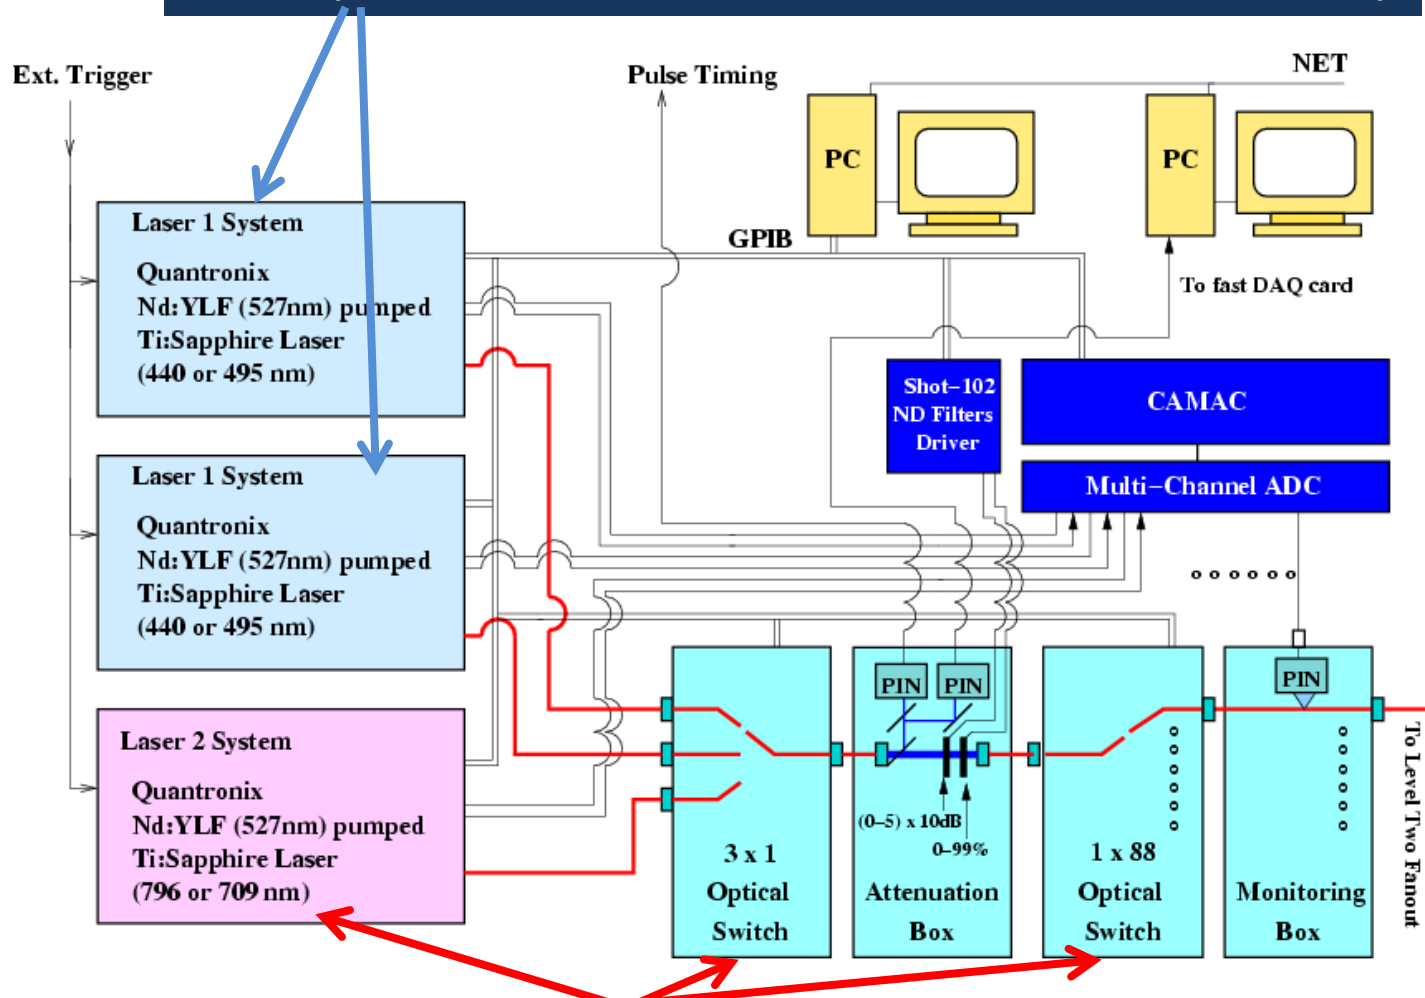 Ext. Trigger
Pulse Timing
NET
PC
PC
GPIB
To fast DAQ card
Laser 1 System
Quantronix
Nd:YLF (527nm) pumped
Ti:Sapphire Laser
(440 or 495 nm)
Shot–102
ND Filters
Driver
CAMAC
Multi–Channel ADC
Laser 1 System
Quantronix
Nd:YLF (527nm) pumped
Ti:Sapphire Laser
(440 or 495 nm)
Laser 2 System
Quantronix
Nd:YLF (527nm) pumped
Ti:Sapphire Laser
(796 or 709 nm)
3 x 1
Optical
Switch
PIN
PIN
(0–5) x 10dB
0–99%
Attenuation
Box
1 x 88
Optical
Switch
PIN
Monitoring
Box
To Level Two Fanout